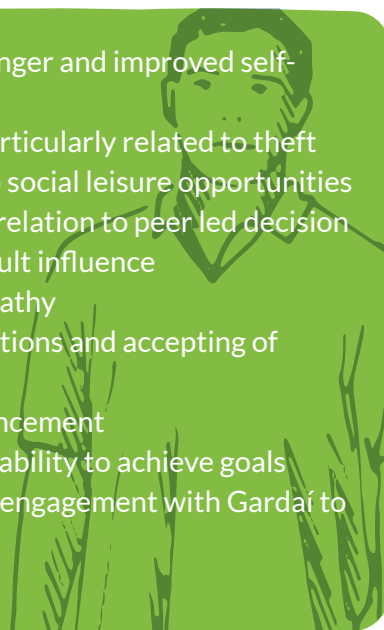 nger and improved self-
rticularly related to theft
social leisure opportunities
relation to peer led decision
ult influence
athy
tions and accepting of
ncement
ability to achieve goals
engagement with Gardaí to